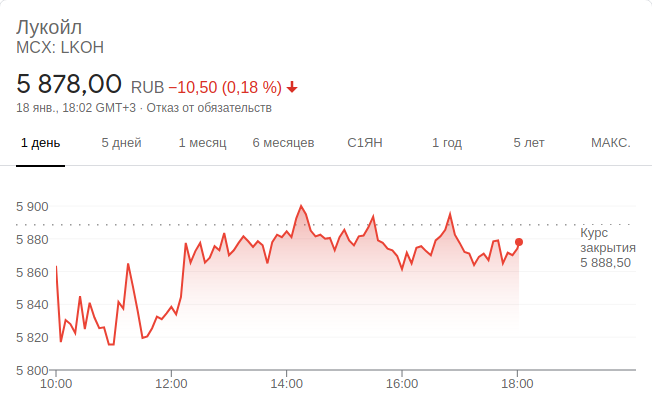 Лукойл
MCX: LKOH
5 878,00 RUB −10,50 (0,18 %)
18 янв., 18:02 GMT+3 · Отказ от обязательств
1 день 5 дней 1 месяц 6 месяцев С1ЯН 1 год 5 лет МАКС.
5 900
5 880
5 860
5 840
5 820
5 800
Курс
закрытия
5 888,50
10:00 12:00 14:00 16:00 18:00